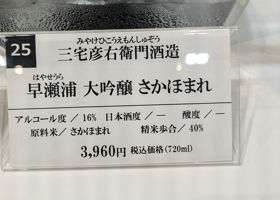 25
みやけひこうえもんしゅぞう
三宅彦右衛門酒造
はやせうら
早瀬浦 大吟醸 さかほまれ
アルコール度 / 16% 日本酒度 / ― 酸度 / ―
原料米/さかほまれ 精米歩合/ 40%
3,960円 税込価格(720ml)